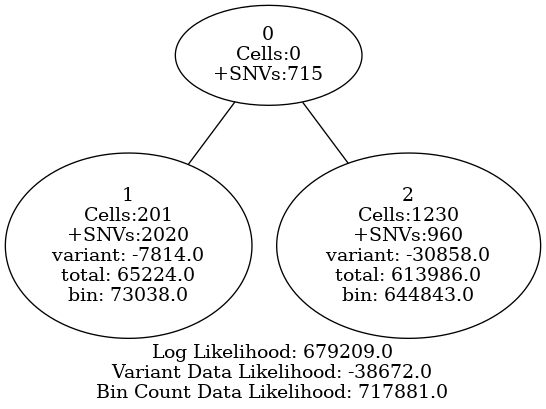 0
Cells:0
+SNVs:715
1
Cells:201
+SNVs:2020
variant: -7814.0
total: 65224.0
bin: 73038.0
2
Cells:1230
+SNVs:960
variant: -30858.0
total: 613986.0
bin: 644843.0
Log Likelihood: 679209.0
Variant Data Likelihood: -38672.0
Bin Count Data Likelihood: 717881.0